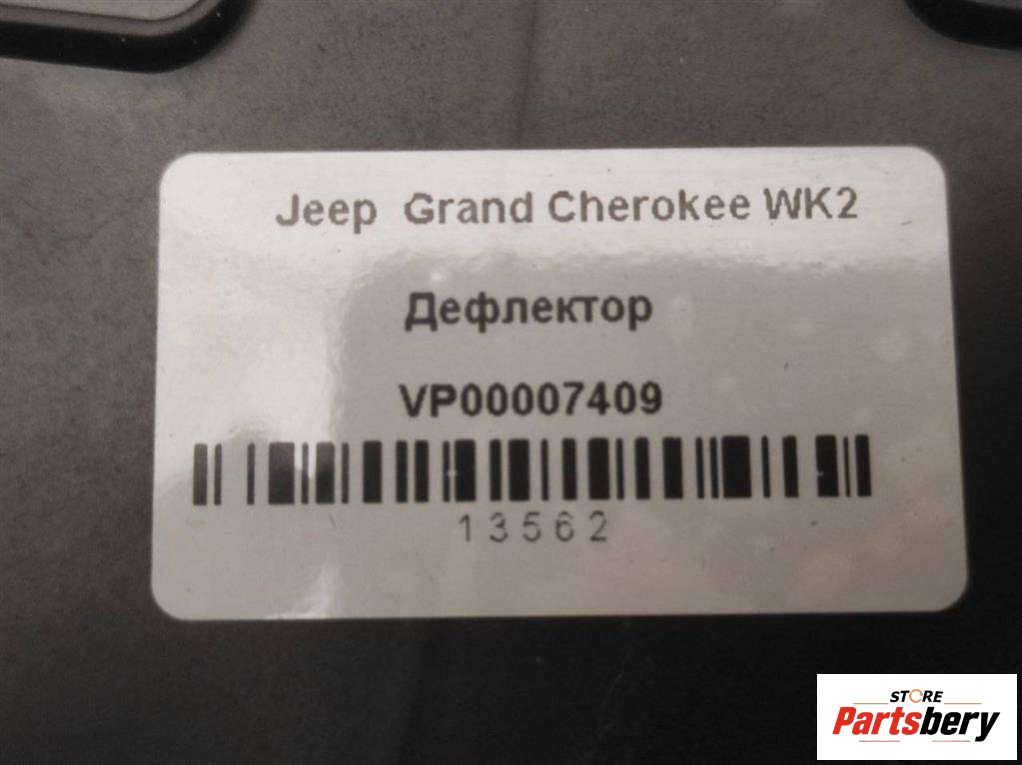 Jeep Grand Cherokee WK2
Дефлектор
VP00007409
13562
STORE
Partsbery